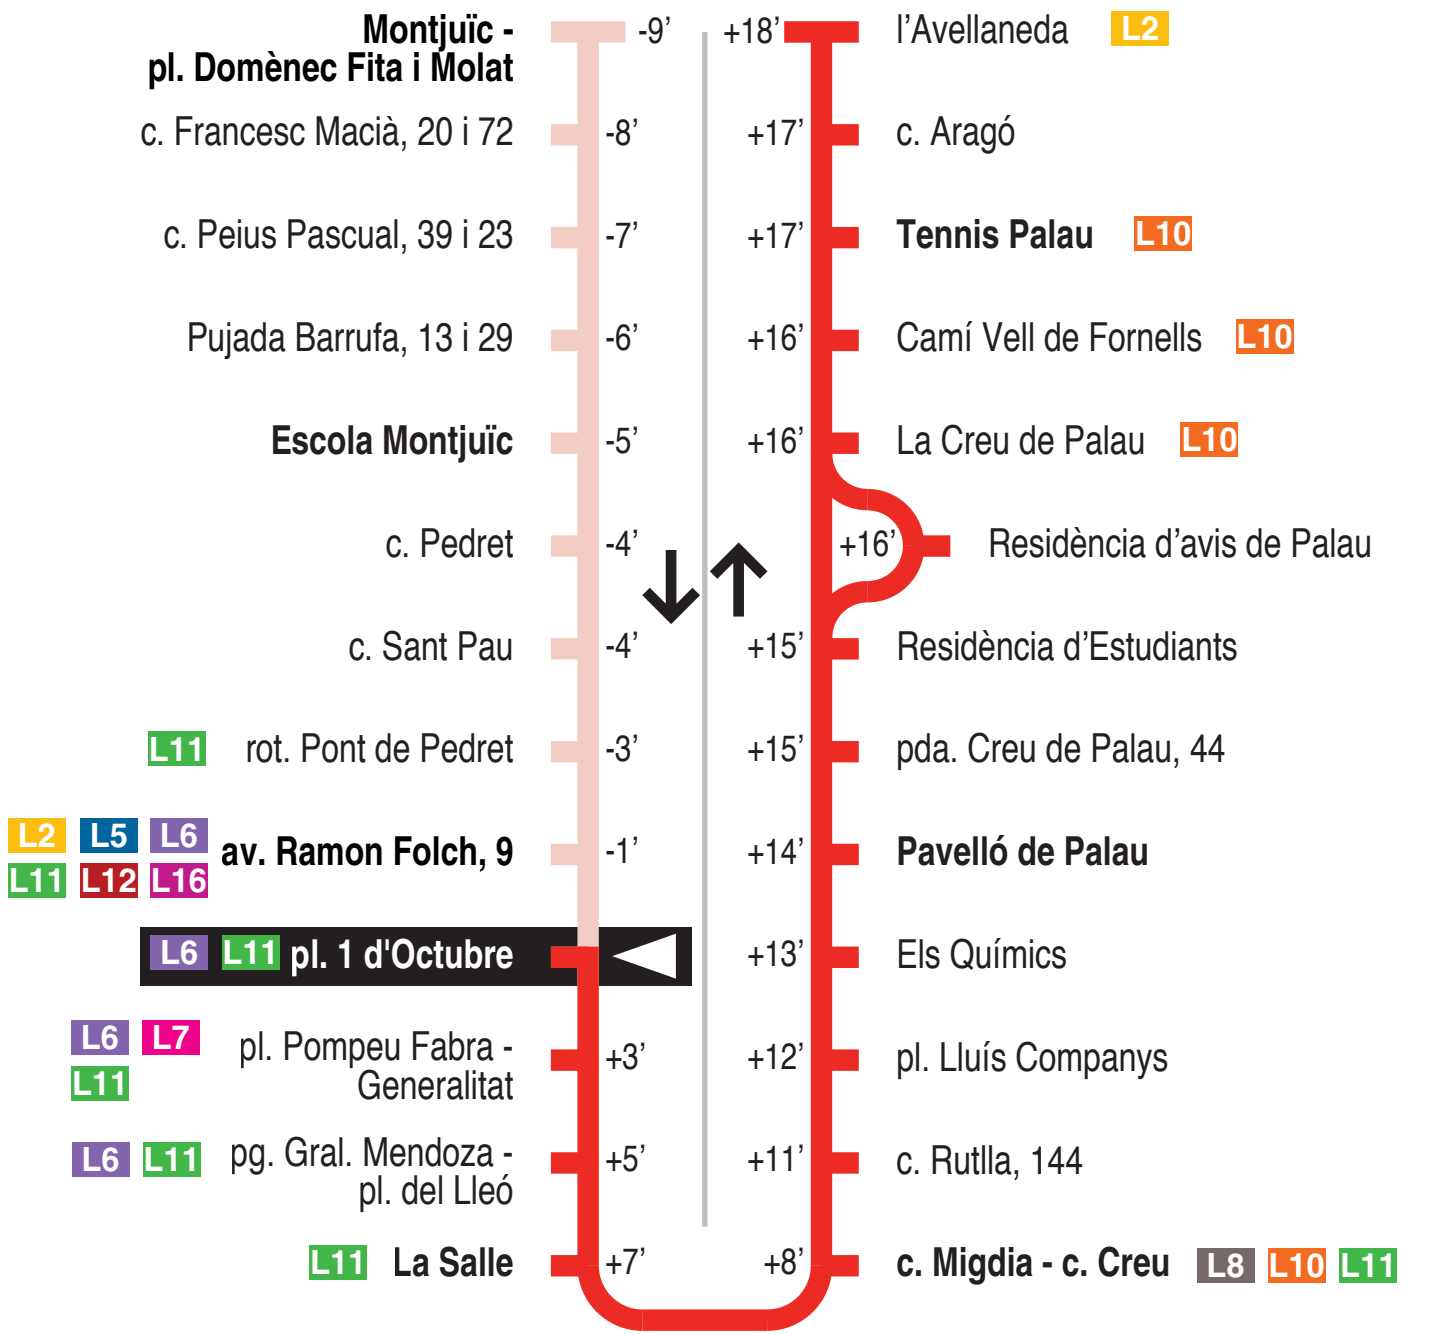 Montjuïc -
pl. Domènec Fita i Molat
-9’
c. Francesc Macià, 20 i 72
-8’
c. Peius Pascual, 39 i 23
-7’
Pujada Barrufa, 13 i 29
-6’
Escola Montjuïc
-5’
c. Pedret
-4’
c. Sant Pau
-4’
L11 rot. Pont de Pedret
-3’
L2 L5 L6
L11 L12 L16
av. Ramon Folch, 9
-1’
L6 L11 pl. 1 d'Octubre
L6 L7
L11
pl. Pompeu Fabra -
Generalitat
+3’
L6 L11
pg. Gral. Mendoza -
pl. del Lleó
+5’
L11 La Salle
+7’
+18’
l’Avellaneda L2
+17’
c. Aragó
+17’
Tennis Palau L10
+16’
Camí Vell de Fornells L10
+16’
La Creu de Palau L10
+16’
Residència d’avis de Palau
+15’
Residència d’Estudiants
+15’
pda. Creu de Palau, 44
+14’
Pavelló de Palau
+13’
Els Químics
+12’
pl. Lluís Companys
+11’
c. Rutlla, 144
+8’
c. Migdia - c. Creu L8 L10 L11